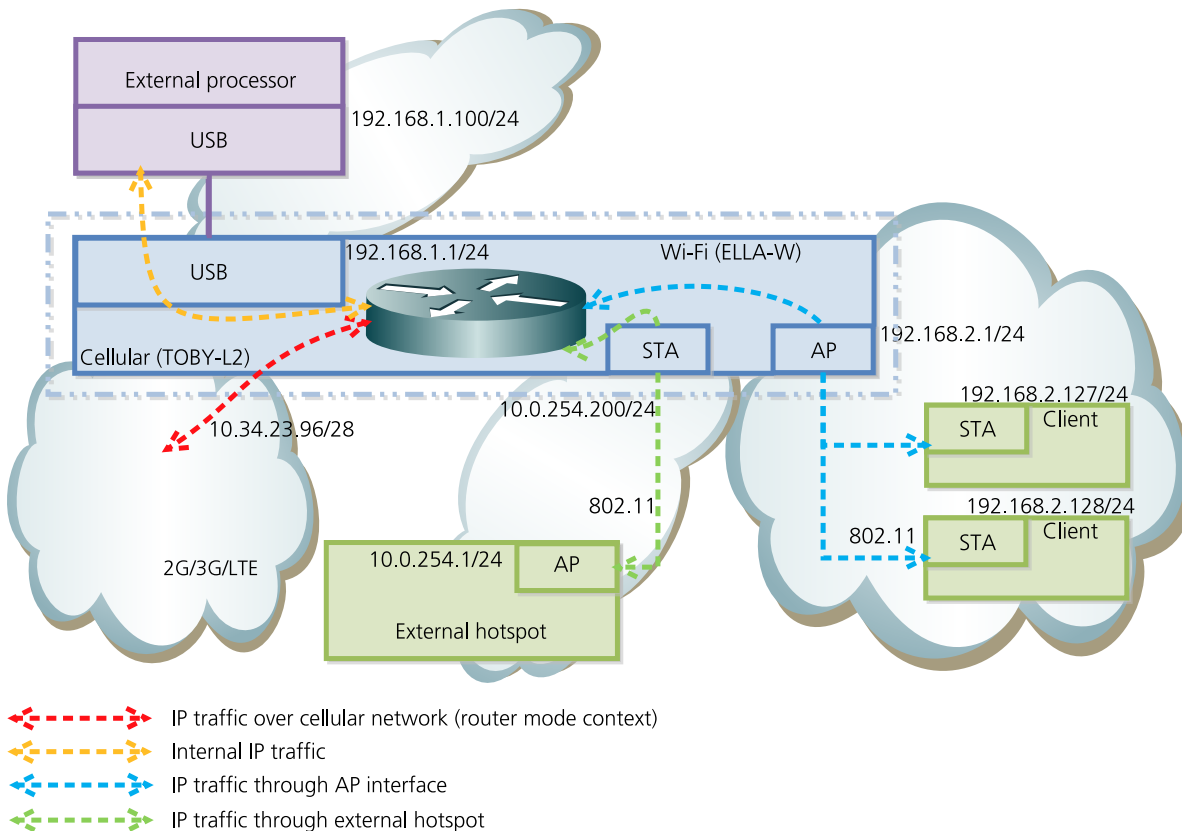 External processor
USB
192.168.1.100/24
USB
192.168.1.1/24
Wi-Fi (ELLA-W)
Cellular (TOBY-L2)
STA
AP
192.168.2.1/24
10.34.23.96/28
10.0.254.200/24
192.168.2.127/24
STA
Client
802.11
192.168.2.128/24
802.11
STA
Client
2G/3G/LTE
10.0.254.1/24
AP
External hotspot
IP traffic over cellular network (router mode context)
Internal IP traffic
IP traffic through AP interface
IP traffic through external hotspot